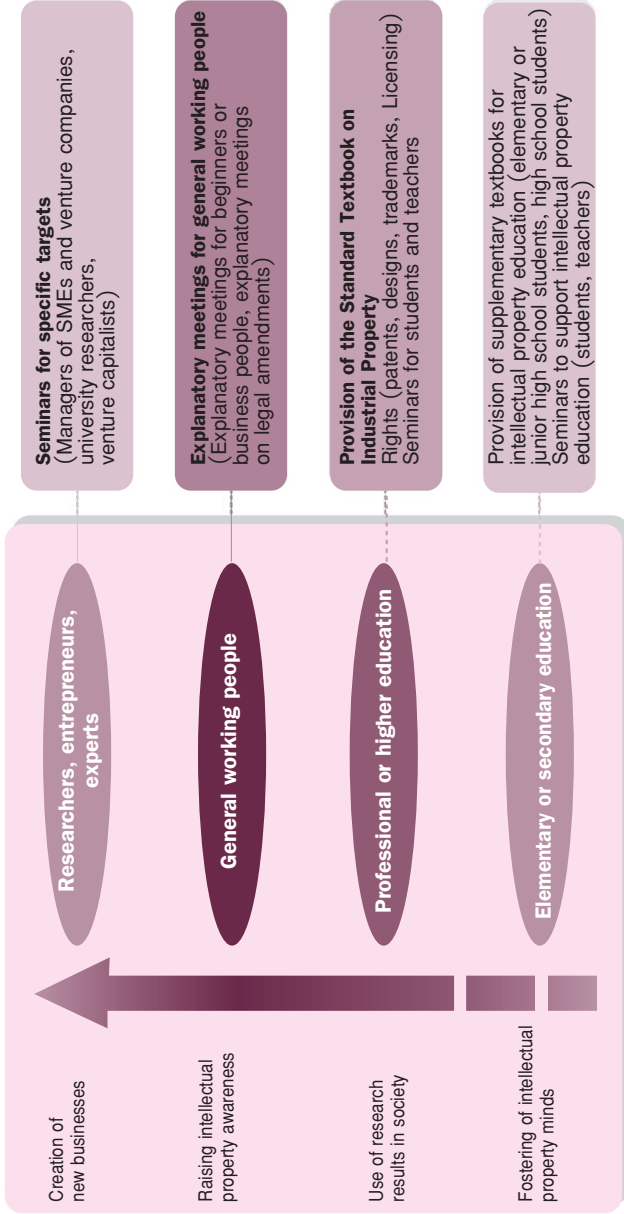 Creation of
new businesses
Researchers, entrepreneurs,
experts
Seminars for specific targets
(Managers of SMEs and venture companies,
university researchers,
venture capitalists)
Raising intellectual
property awareness
General working people
Explanatory meetings for general working people
(Explanatory meetings for beginners or
business people, explanatory meetings
on legal amendments)
Use of research
results in society
Professional or higher education
Provision of the Standard Textbook on
Industrial Property
Rights (patents, designs, trademarks, Licensing)
Seminars for students and teachers
Fostering of intellectual
property minds
Elementary or secondary education
Provision of supplementary textbooks for
intellectual property education (elementary or
junior high school students, high school students)
Seminars to support intellectual property
education (students, teachers)